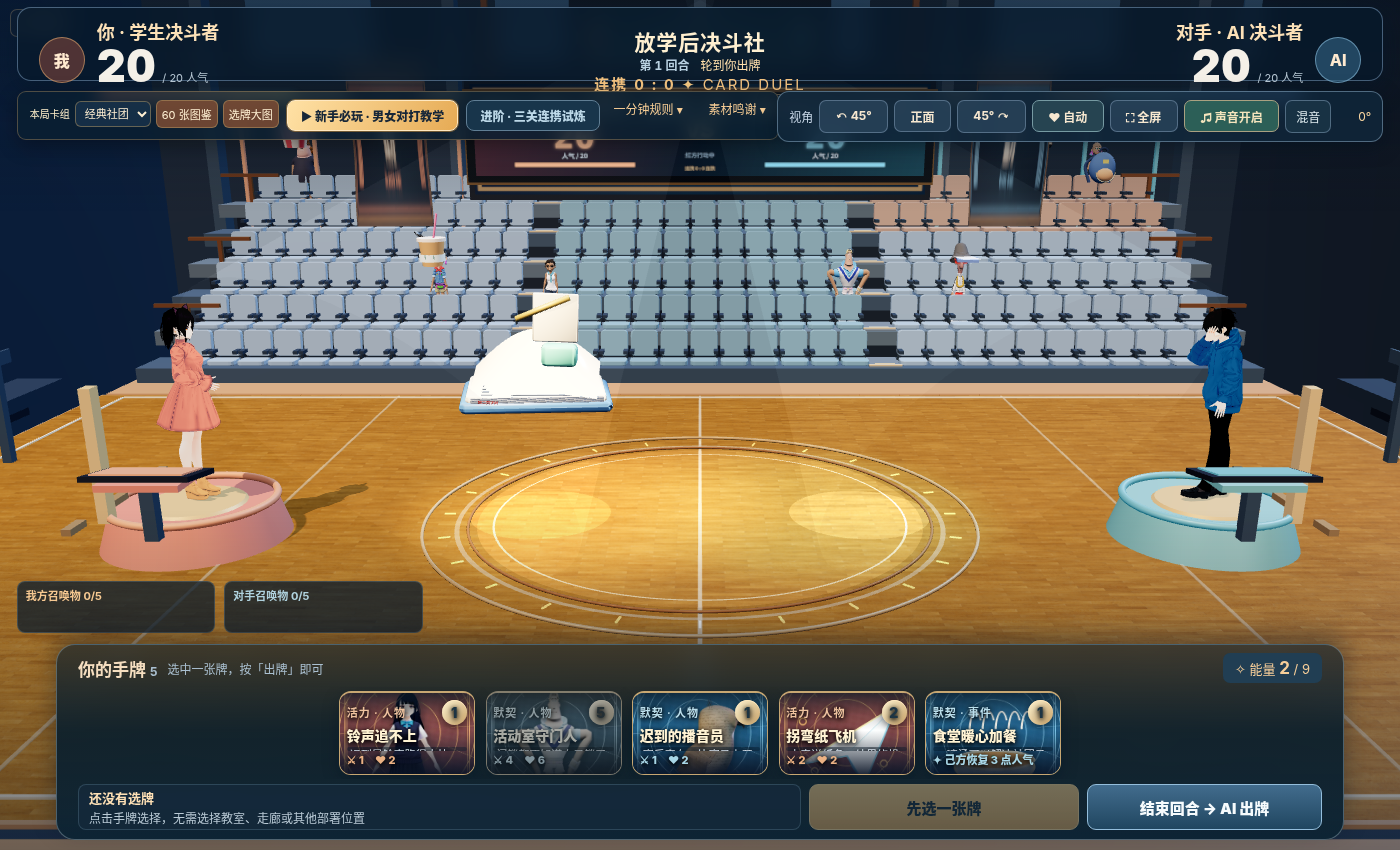 我
你 · 学生决斗者
20 / 20 人气
放学后决斗社
第 1 回合 轮到你出牌
连携 0 : 0 ✦ CARD DUEL
对手 · AI 决斗者
20 / 20 人气
AI
本局卡组
经典社团
60 张图鉴
选牌大图
▶ 新手必玩 · 男女对打教学
进阶 · 三关连携试炼
一分钟规则 ▾
素材鸣谢 ▾
视角
↶ 45°
正面
45° ↷
♥ 自动
⛶ 全屏
♫ 声音开启
混音
0°
人气 / 20
人气 / 20
我方召唤物 0/5
对手召唤物 0/5
你的手牌 5 选中一张牌，按「出牌」即可
✧ 能量 2 / 9
活力 · 人物 1
铃声追不上
⚔ 1 ♥ 2
默契 · 人物 5
活动室守门人
⚔ 4 ♥ 6
默契 · 人物 1
迟到的播音员
⚔ 1 ♥ 2
活力 · 人物 2
拐弯纸飞机
⚔ 2 ♥ 2
默契 · 事件 1
食堂暖心加餐
✦ 己方恢复 3 点人气
还没有选牌
点击手牌选择，无需选择教室、走廊或其他部署位置
先选一张牌
结束回合 → AI 出牌